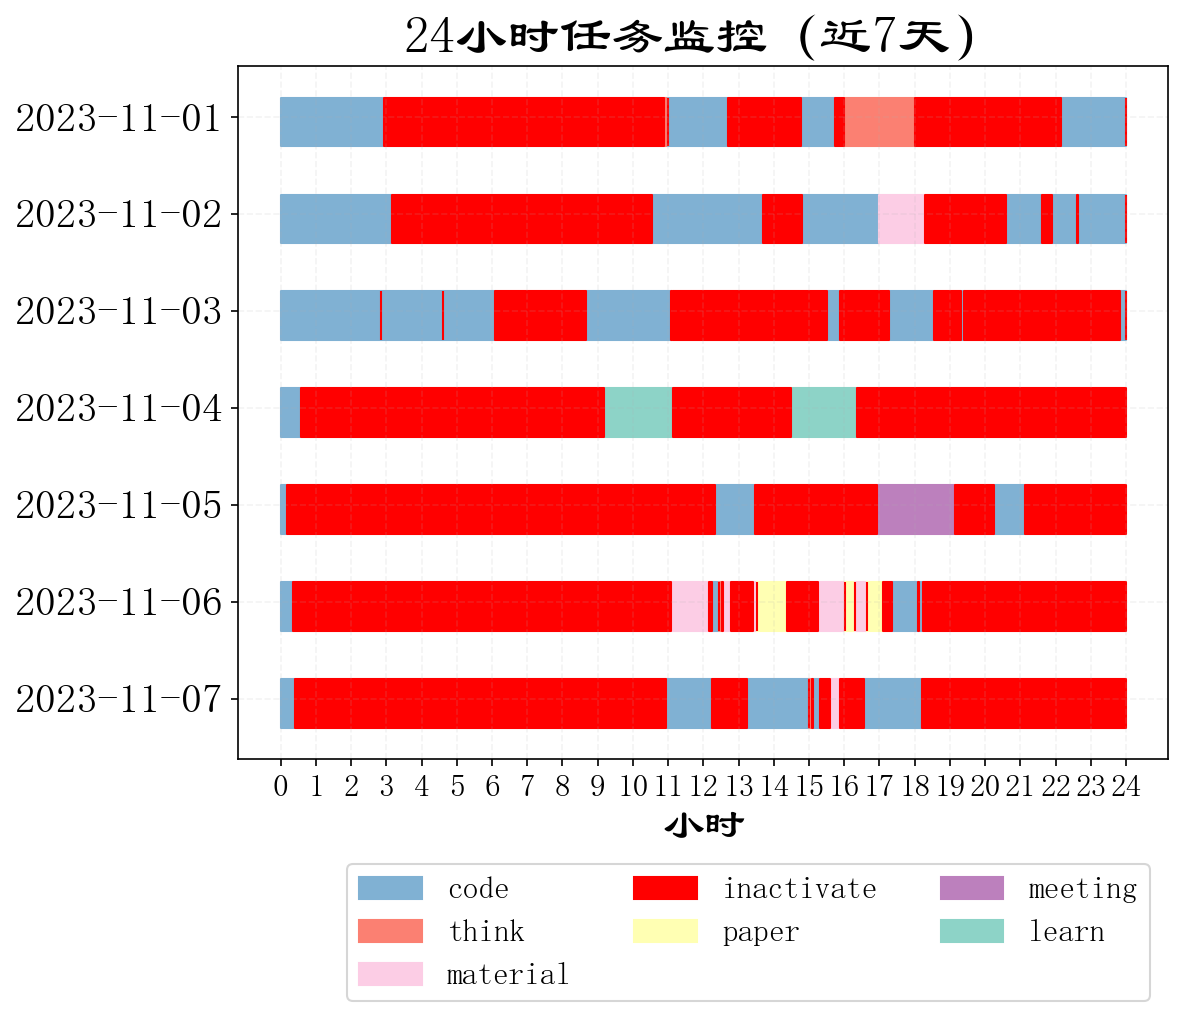 24小时任务监控 (近7天)
2023-11-01
2023-11-02
2023-11-03
2023-11-04
2023-11-05
2023-11-06
2023-11-07
0 1 2 3 4 5 6 7 8 9 10 11 12 13 14 15 16 17 18 19 20 21 22 23 24
小时
code inactivate meeting
think paper learn
material